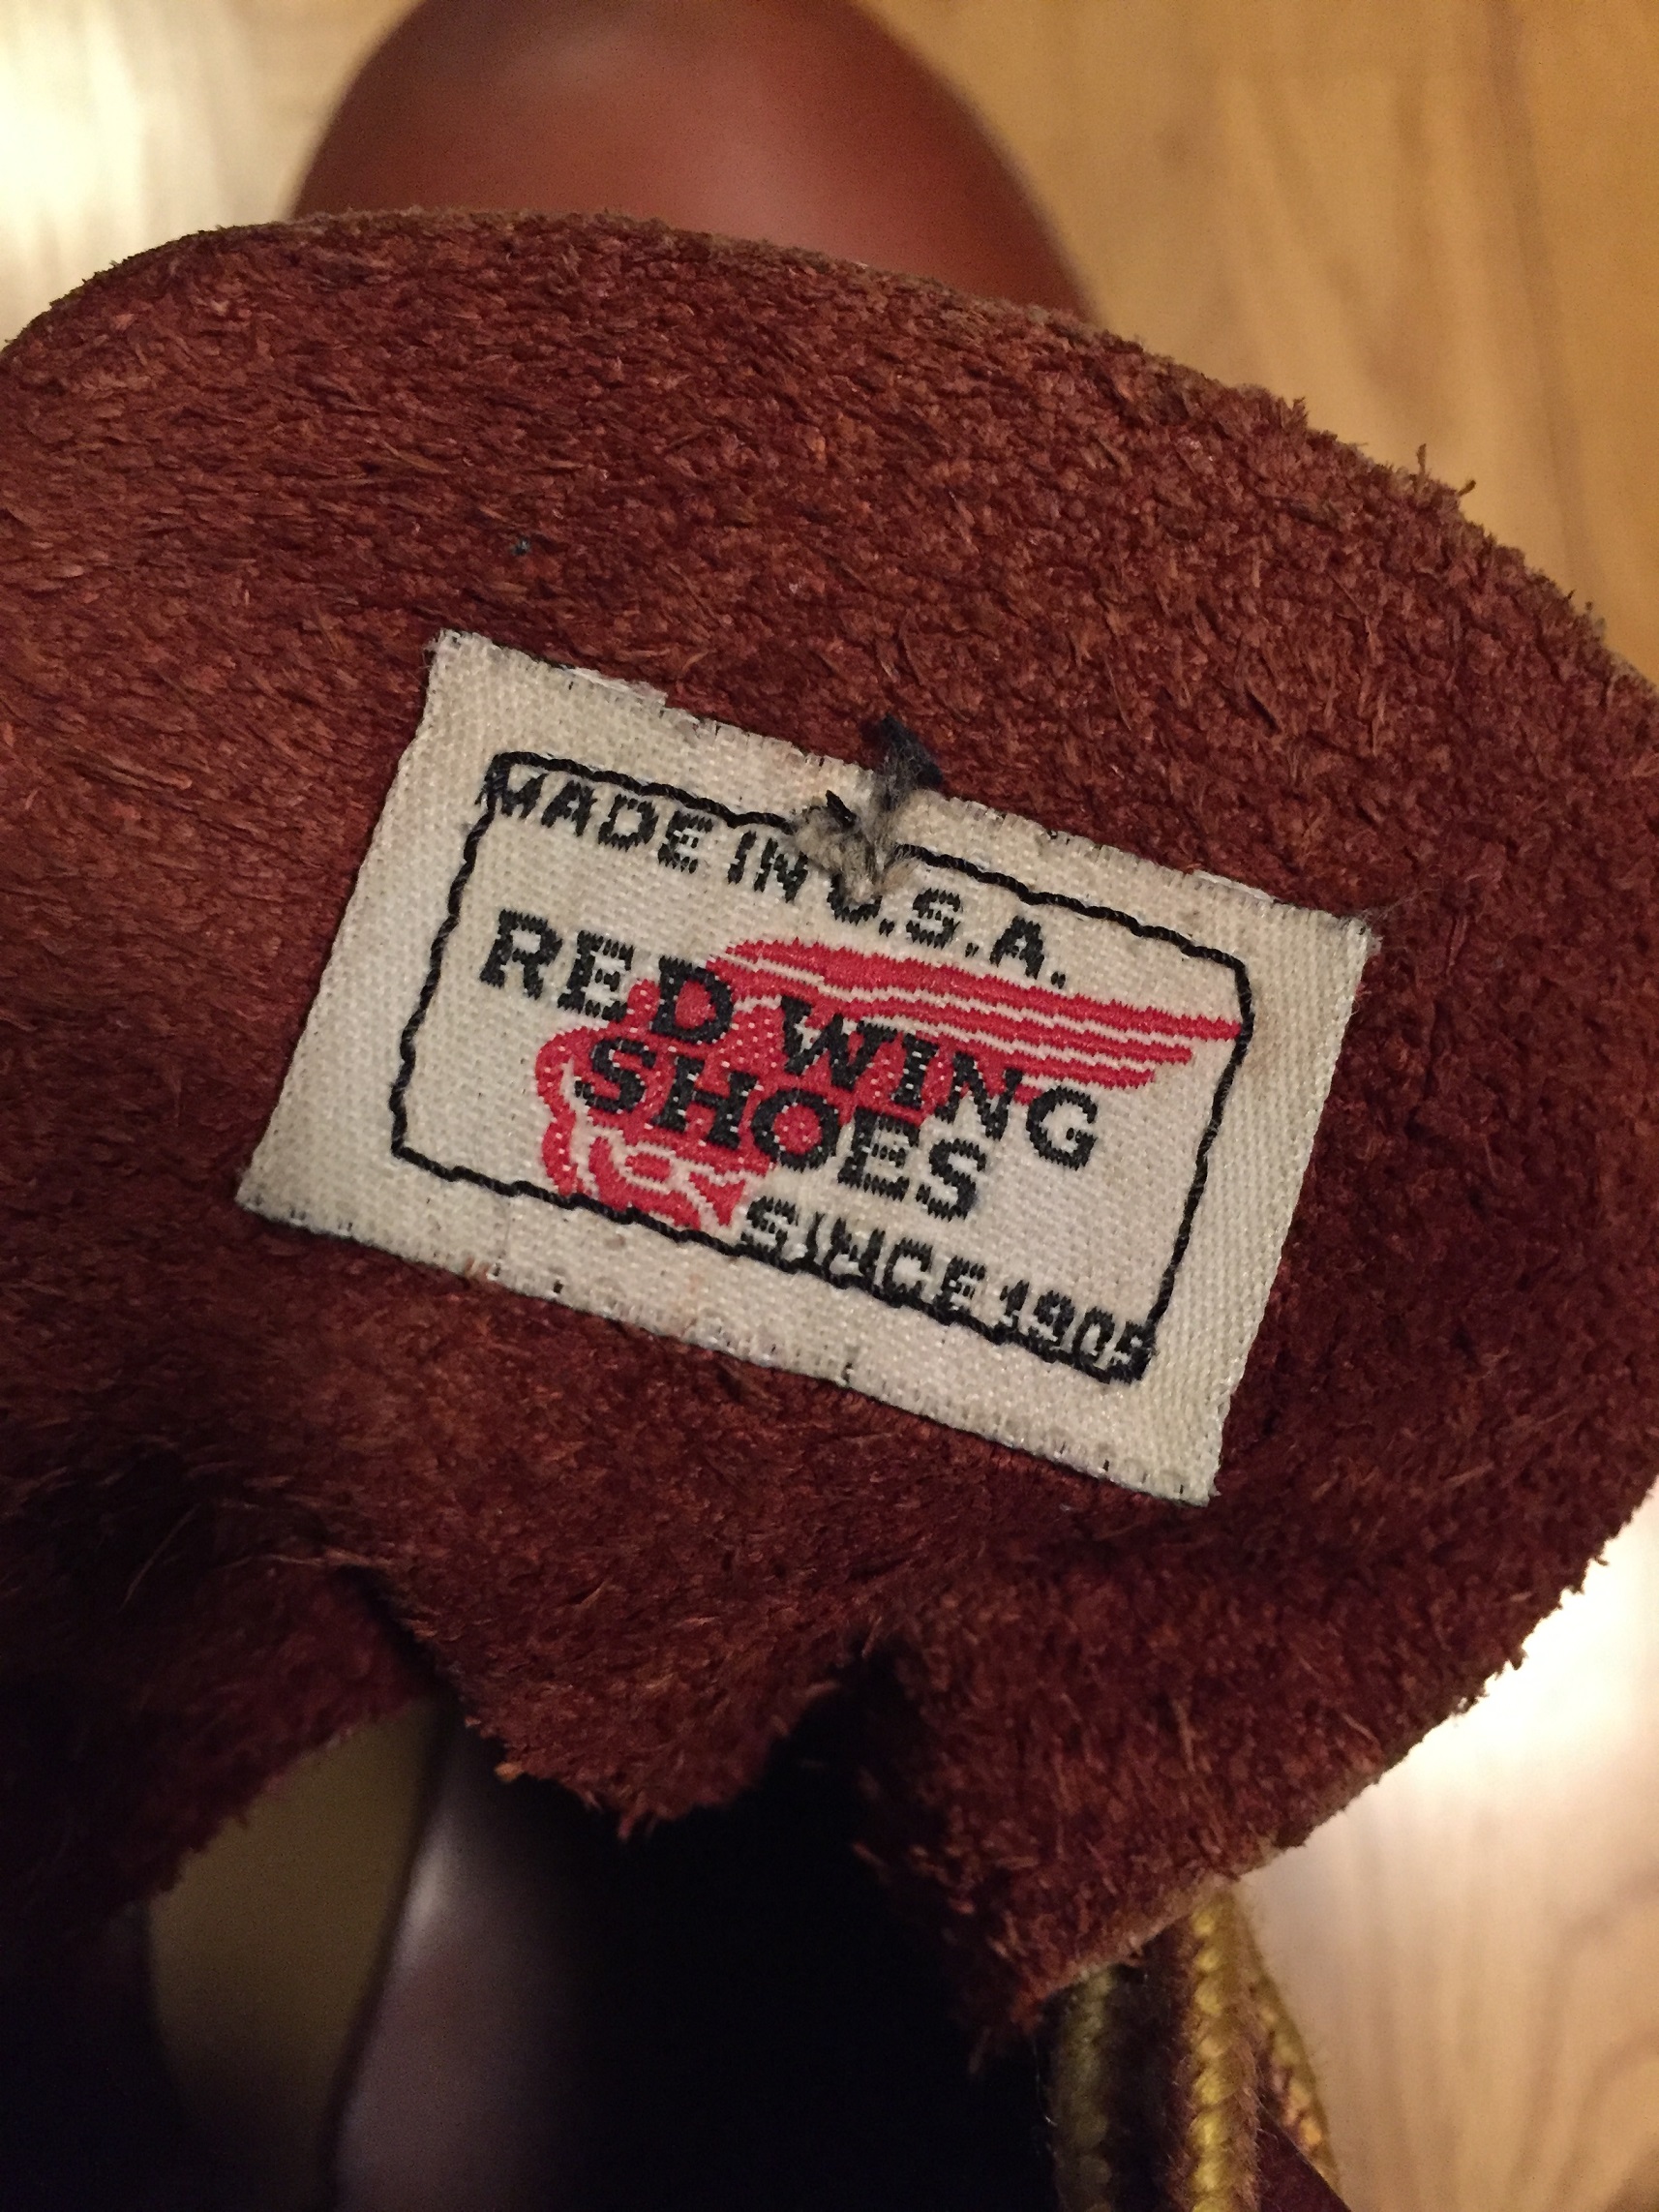 MADE IN U.S.A.
RED WING
SHOES
SINCE 1905